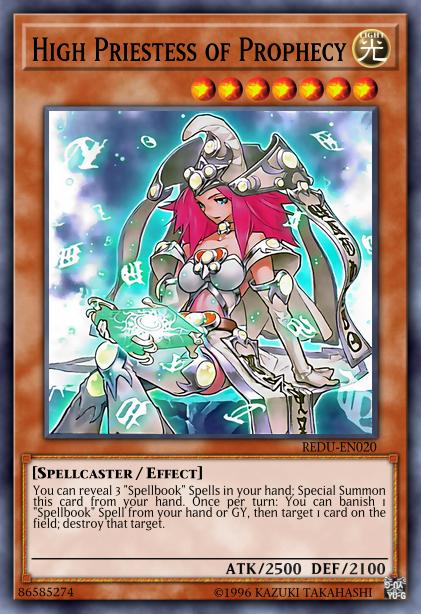 High Priestess of Prophecy
LIGHT
光
REDU-EN020
[Spellcaster / Effect]
You can reveal 3 "Spellbook" Spells in your hand; Special Summon
this card from your hand. Once per turn: You can banish 1
"Spellbook" Spell from your hand or GY, then target 1 card on
the field; destroy that target.
ATK/2500 DEF/2100
86585274
©1996 KAZUKI TAKAHASHI